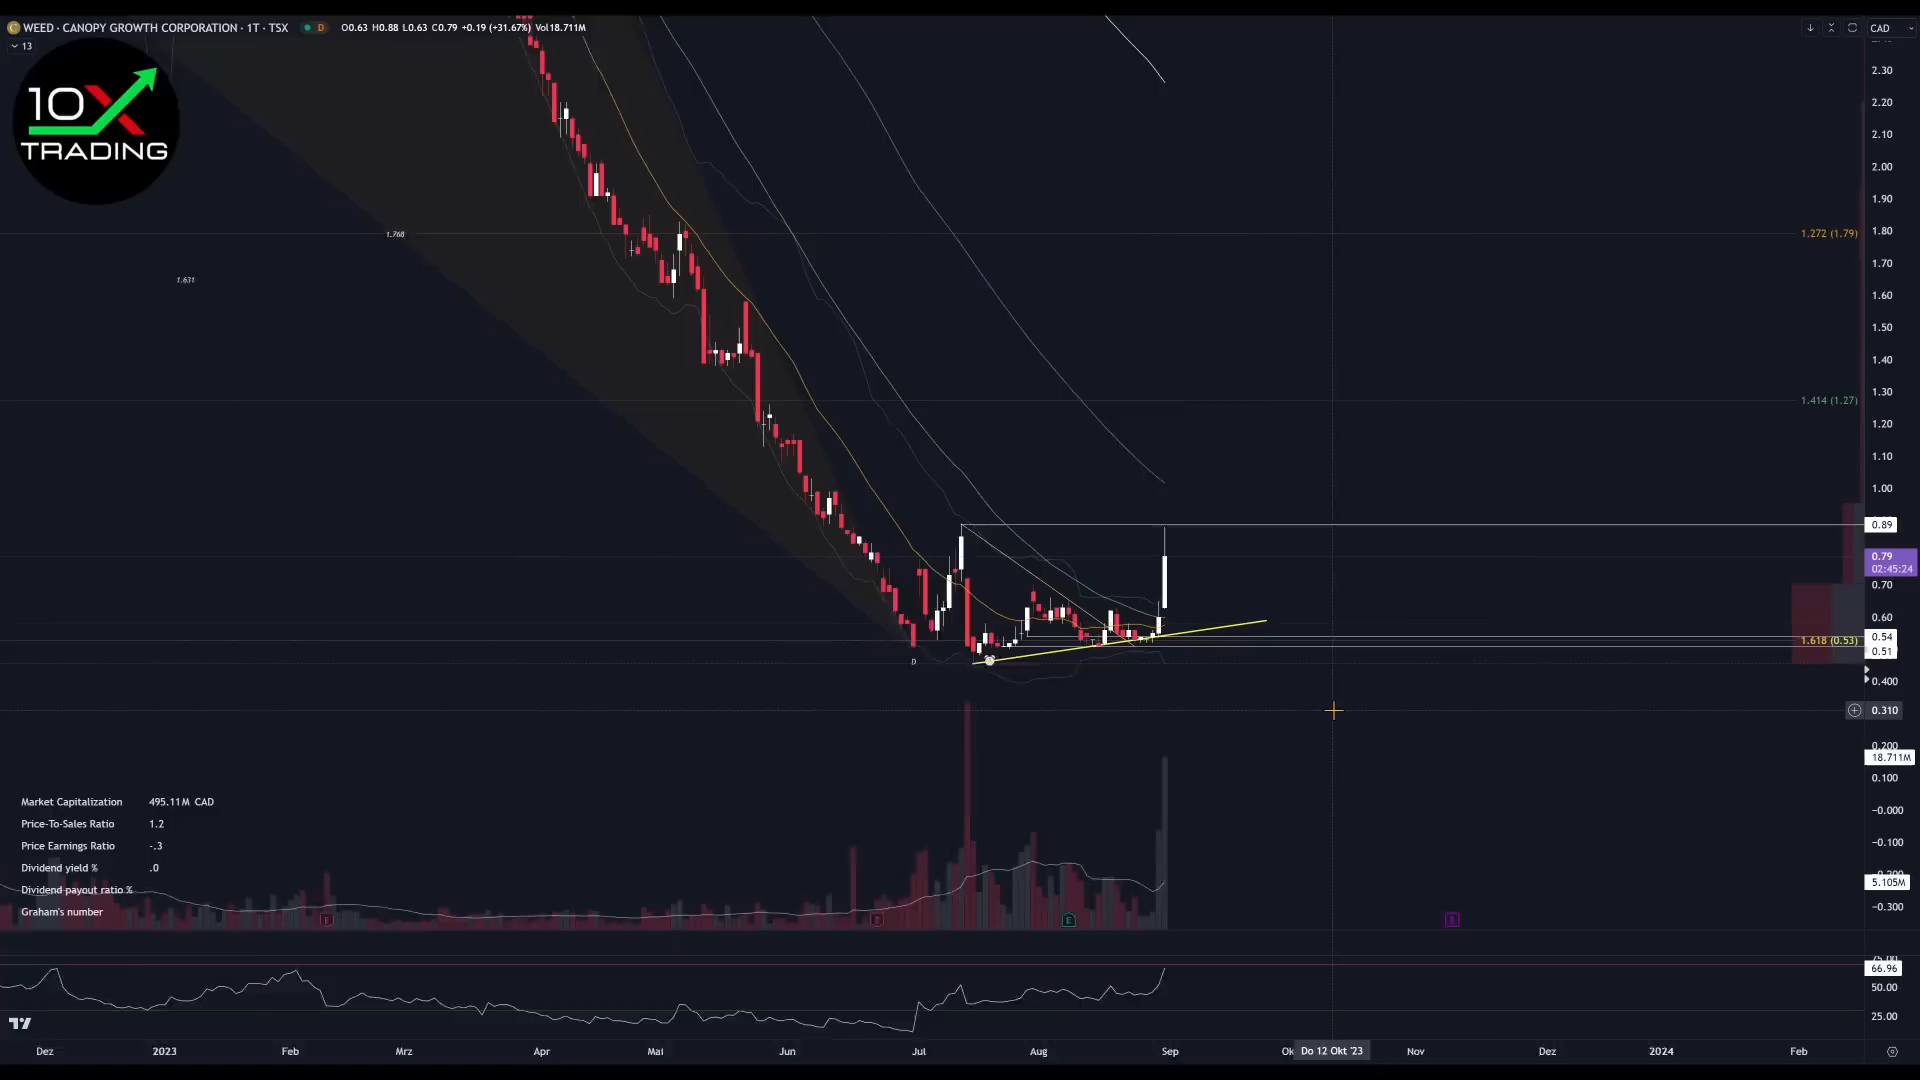 WEED · CANOPY GROWTH CORPORATION · 1T · TSX D O0.63 H0.88 L0.63 C0.79 +0.19 (+31.67%) Vol18.711M
CAD
13
10X
TRADING
2.30
2.20
2.10
2.00
1.90
1.80
1.768
1.272 (1.79)
1.70
1.631
1.60
1.50
1.40
1.414 (1.27)
1.30
1.20
1.10
1.00
0.89
0.79
02:45:24
0.70
0.60
0.54
1.618 (0.53)
0.51
D
0.400
0.310
0.200
18.711M
0.100
−0.000
−0.100
5.105M
−0.300
Market Capitalization 495.11M CAD
Price-To-Sales Ratio 1.2
Price Earnings Ratio -.3
Dividend yield % .0
Dividend payout ratio %
Graham's number
E
E
E
E
66.96
50.00
25.00
Dez 2023 Feb Mrz Apr Mai Jun Jul Aug Sep Ok Do 12 Okt '23 Nov Dez 2024 Feb